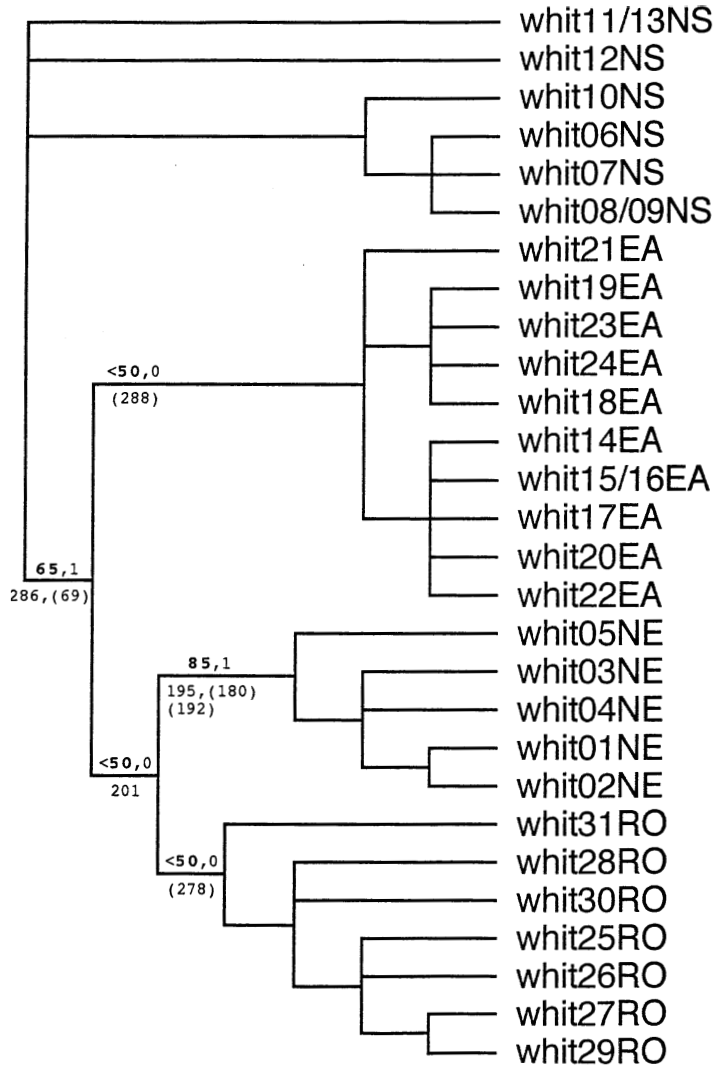 whit11/13NS
whit12NS
whit10NS
whit06NS
whit07NS
whit08/09NS
whit21EA
whit19EA
whit23EA
whit24EA
<50,0
(288)
whit18EA
whit14EA
whit15/16EA
whit17EA
whit20EA
65,1
286,(69)
whit22EA
whit05NE
85,1
195,(180)
(192)
whit03NE
whit04NE
whit01NE
<50,0
201
whit02NE
whit31RO
<50,0
(278)
whit28RO
whit30RO
whit25RO
whit26RO
whit27RO
whit29RO